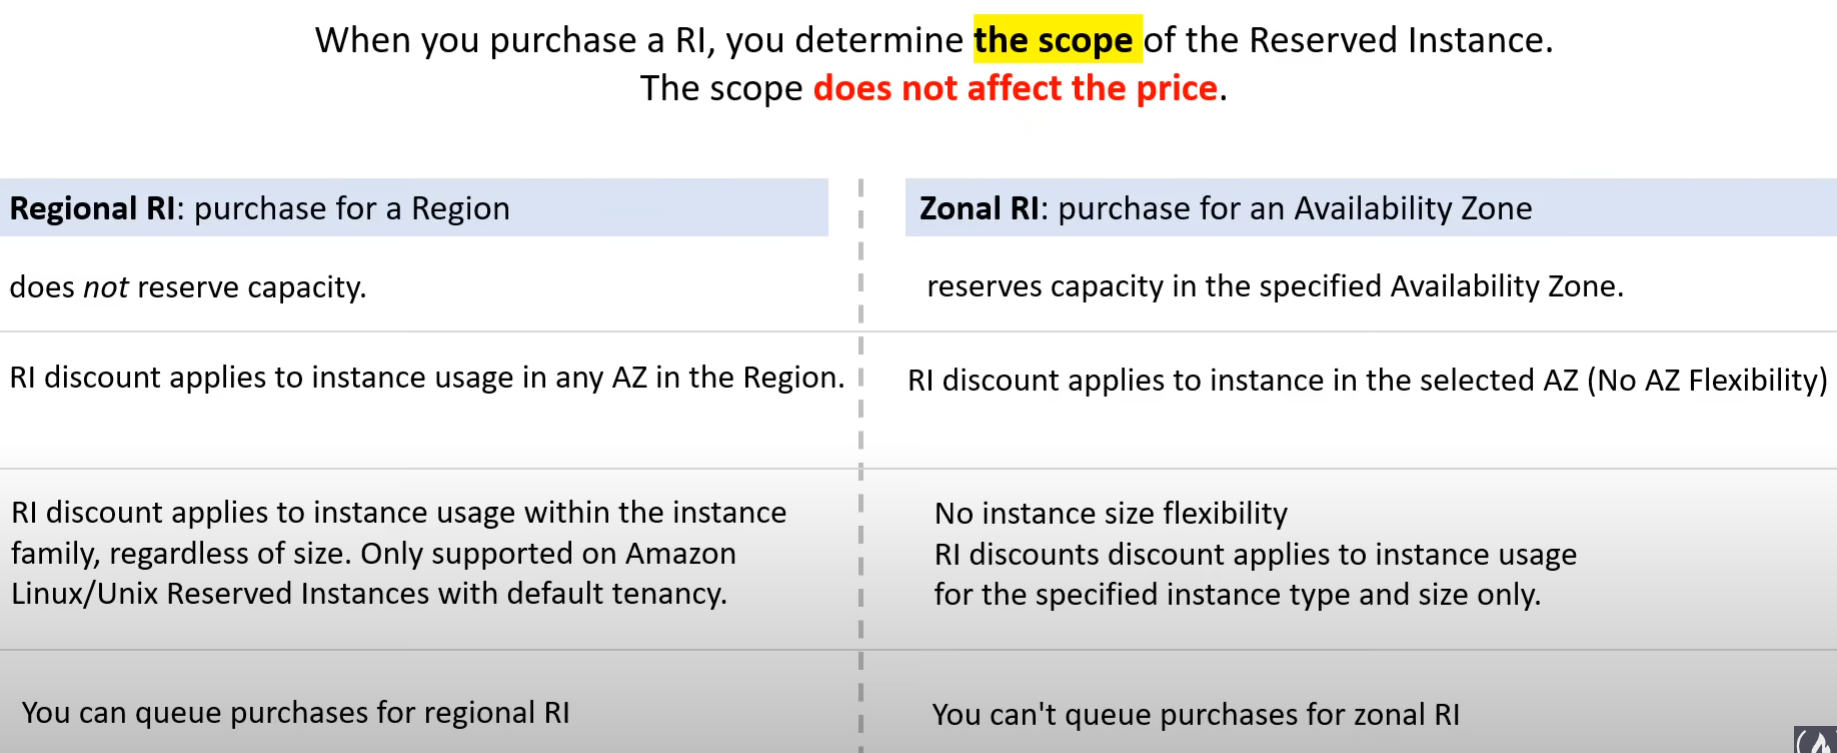 When you purchase a RI, you determine the scope of the Reserved Instance.
The scope does not affect the price.
Regional RI: purchase for a Region
does not reserve capacity.
RI discount applies to instance usage in any AZ in the Region.
RI discount applies to instance usage within the instance
family, regardless of size. Only supported on Amazon
Linux/Unix Reserved Instances with default tenancy.
You can queue purchases for regional RI
Zonal RI: purchase for an Availability Zone
reserves capacity in the specified Availability Zone.
RI discount applies to instance in the selected AZ (No AZ Flexibility)
No instance size flexibility
RI discounts discount applies to instance usage
for the specified instance type and size only.
You can't queue purchases for zonal RI